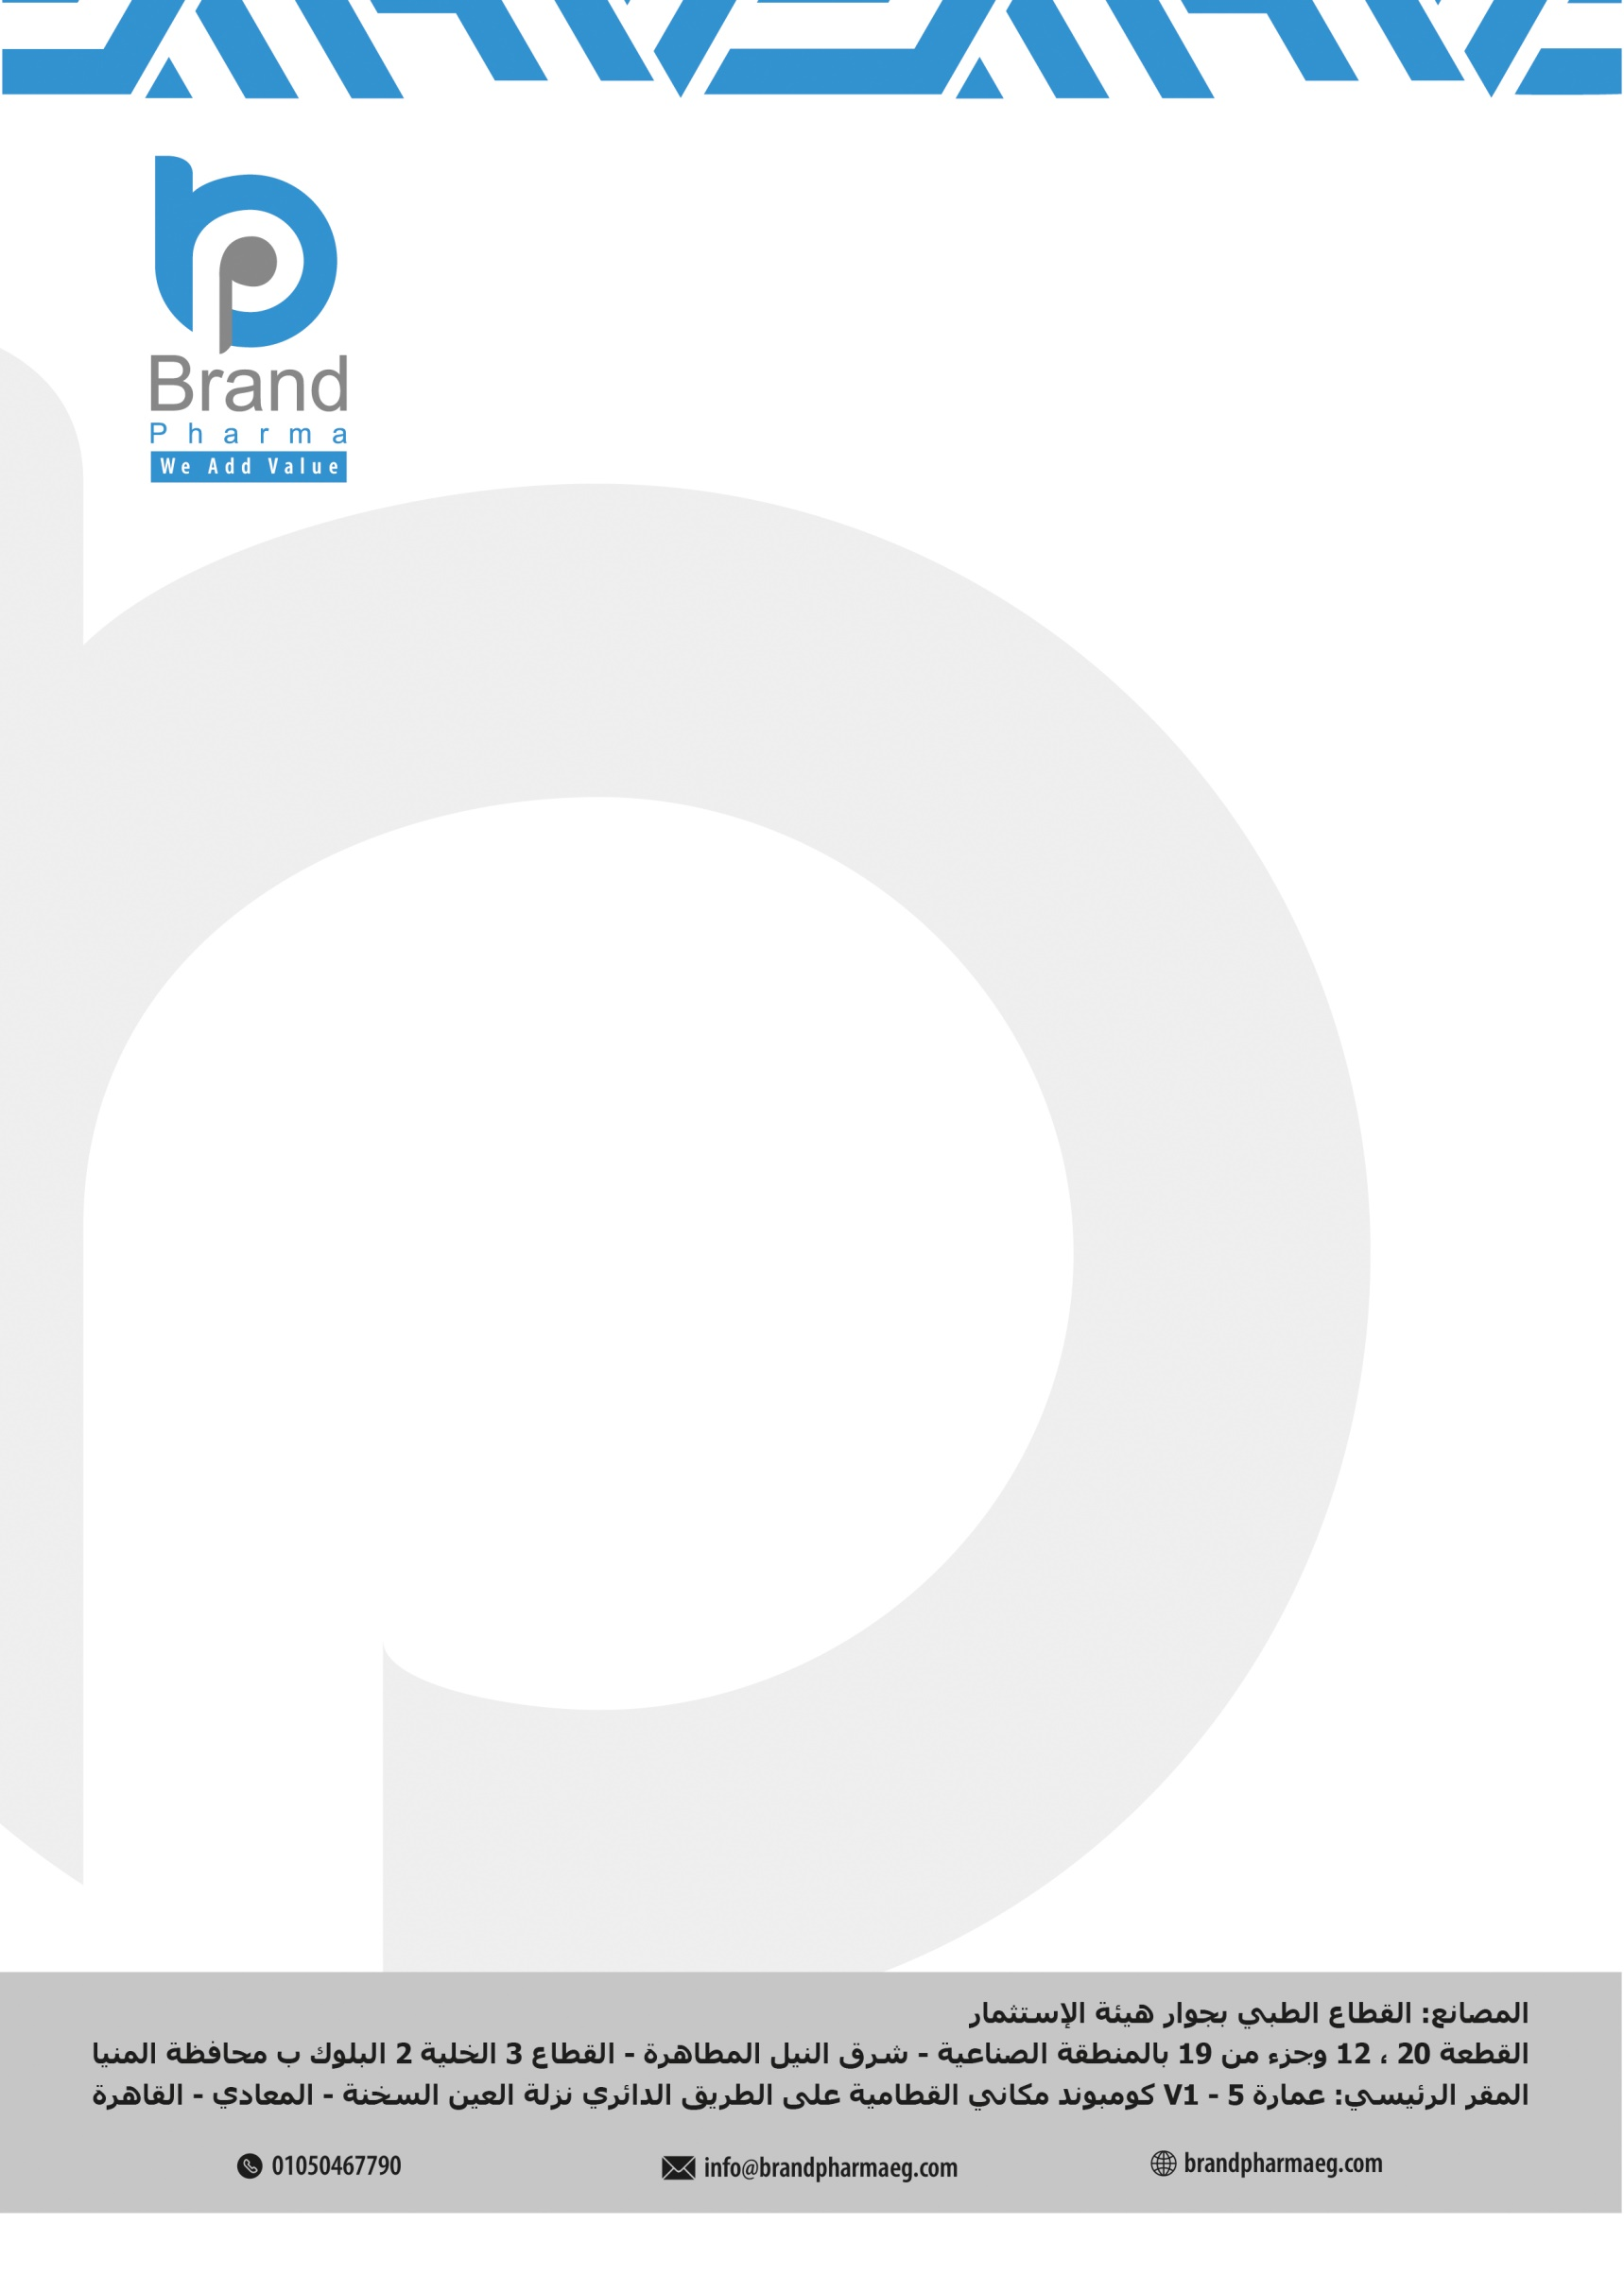 Brand
Pharma
We Add Value
المصانع: القطاع الطبي بجوار هيئة الإستثمار
القطعة 20 ، 12 وجزء من 19 بالمنطقة الصناعية - شرق النيل المطاهرة - القطاع 3 الخلية 2 البلوك ب محافظة المنيا
المقر الرئيسي: عمارة 5 - V1 كومبوند مكاني القطامية على الطريق الدائري نزلة العين السخنة - المعادي - القاهرة
01050467790 info@brandpharmaeg.com brandpharmaeg.com